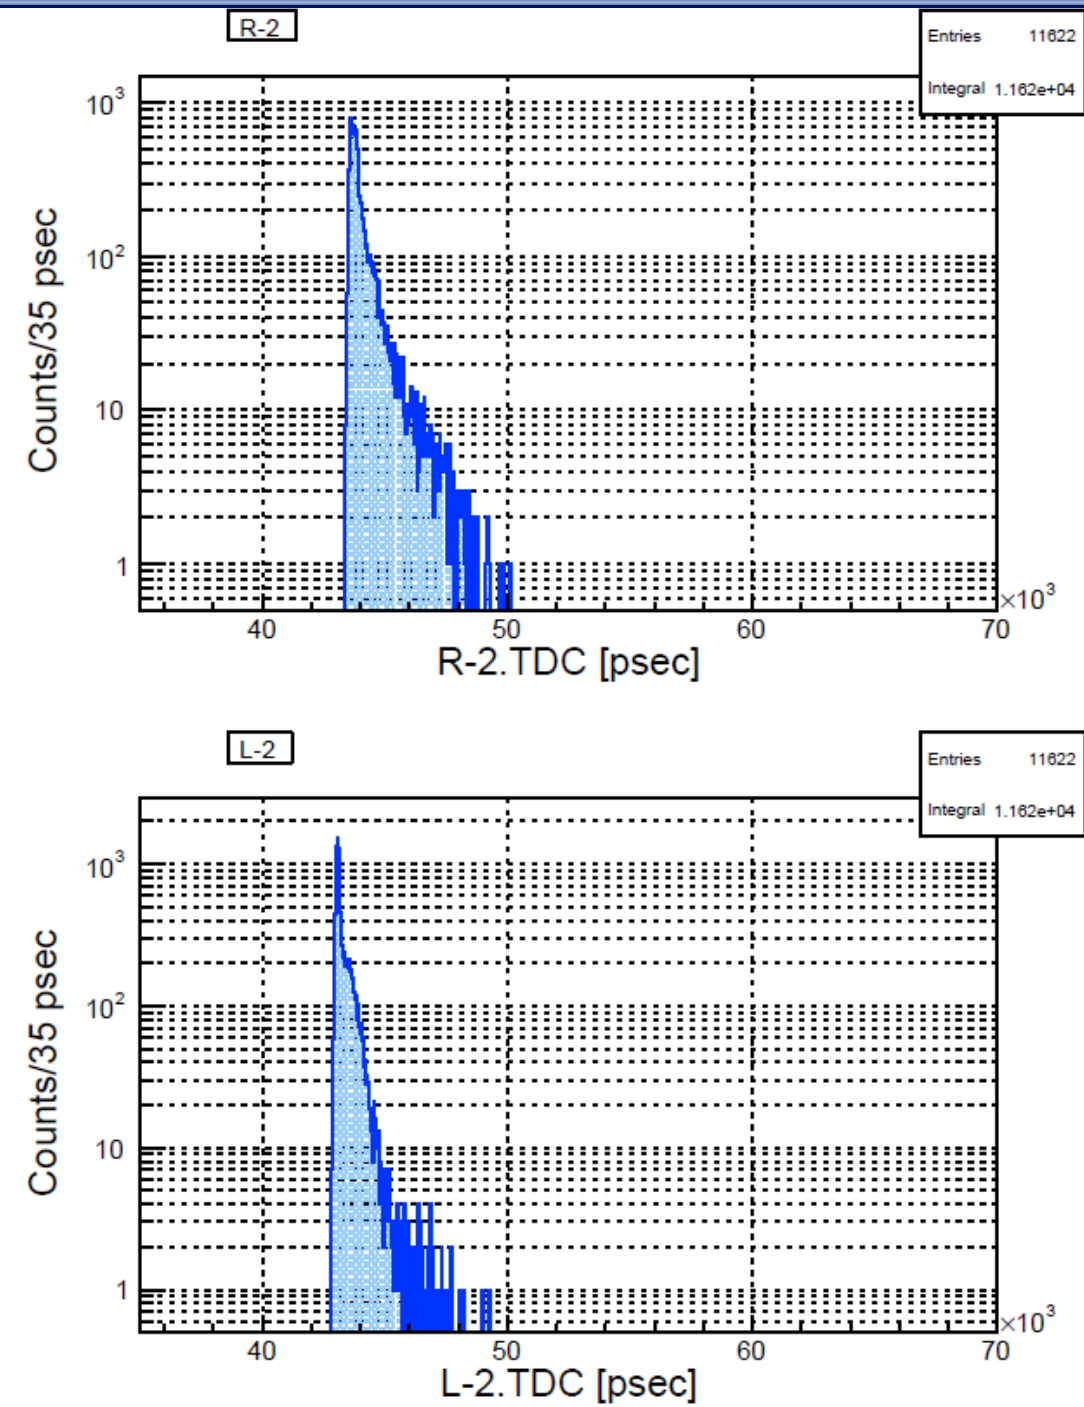 R-2
Entries 11622
Integral 1.162e+04
10³
10²
10
1
Counts/35 psec
40 50 60 70
×10³
R-2.TDC [psec]
L-2
Entries 11622
Integral 1.162e+04
10³
10²
10
1
Counts/35 psec
40 50 60 70
×10³
L-2.TDC [psec]